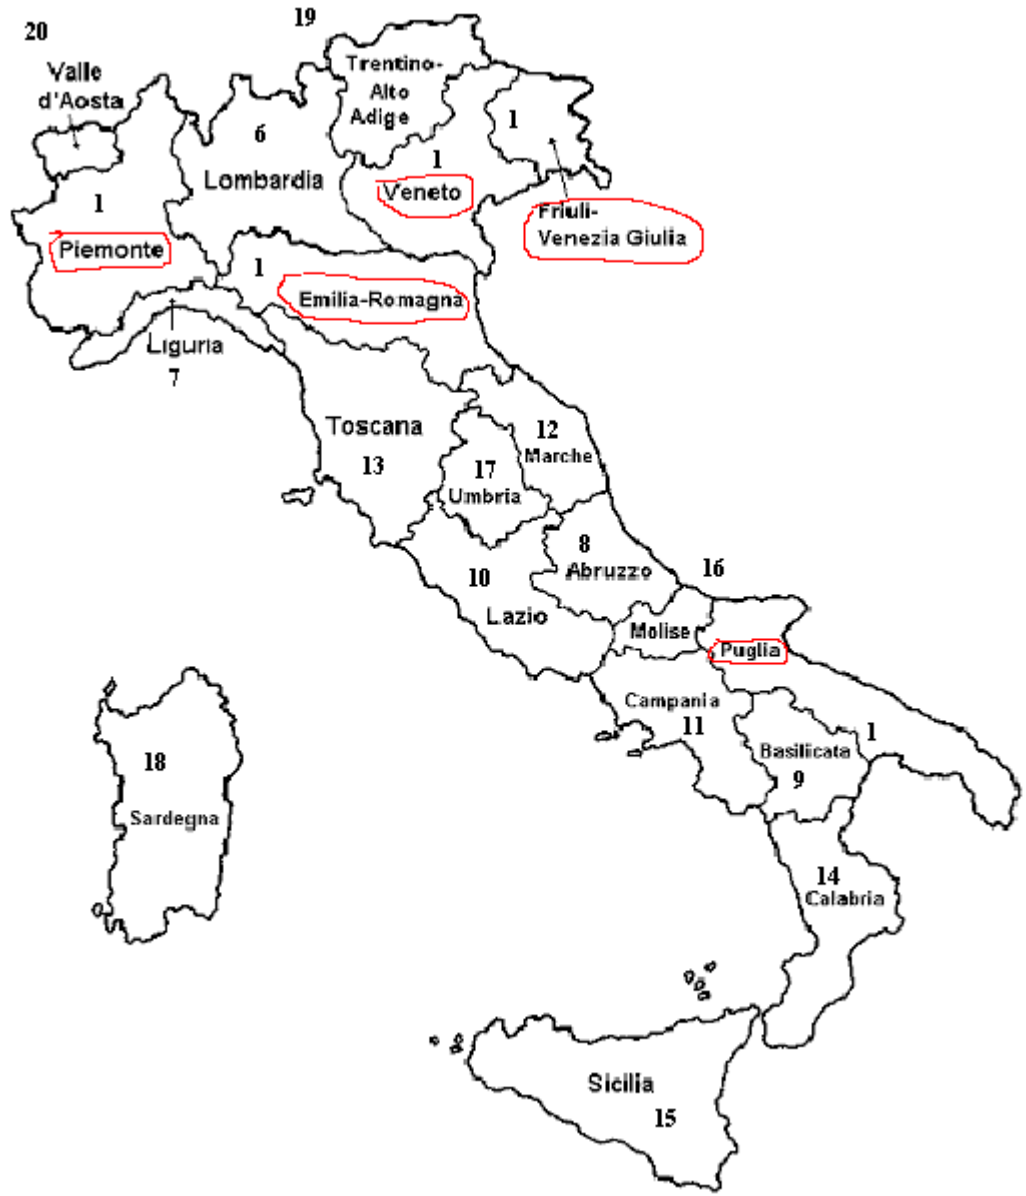 20
19
Valle
d'Aosta
Trentino-
Alto
Adige
6
Lombardia
1
1
Veneto
Friuli-
Venezia Giulia
1
Piemonte
1
Emilia-Romagna
Liguria
7
Toscana
13
12
Marche
17
Umbria
8
Abruzzo
16
10
Lazio
Molise
Puglia
Campania
11
1
Basilicata
9
18
Sardegna
14
Calabria
Sicilia
15